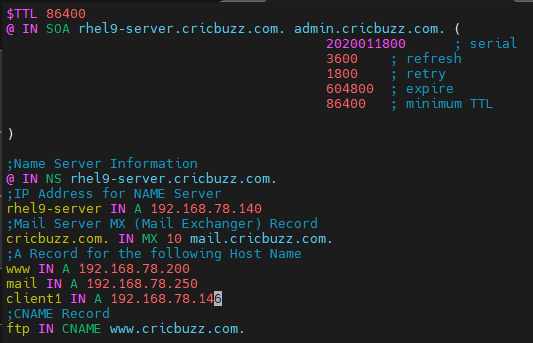 $TTL 86400
@ IN SOA rhel9-server.cricbuzz.com. admin.cricbuzz.com. (
2020011800 ; serial
3600 ; refresh
1800 ; retry
604800 ; expire
86400 ; minimum TTL
)
;Name Server Information
@ IN NS rhel9-server.cricbuzz.com.
;IP Address for NAME Server
rhel9-server IN A 192.168.78.140
;Mail Server MX (Mail Exchanger) Record
cricbuzz.com. IN MX 10 mail.cricbuzz.com.
;A Record for the following Host Name
www IN A 192.168.78.200
mail IN A 192.168.78.250
client1 IN A 192.168.78.146
;CNAME Record
ftp IN CNAME www.cricbuzz.com.